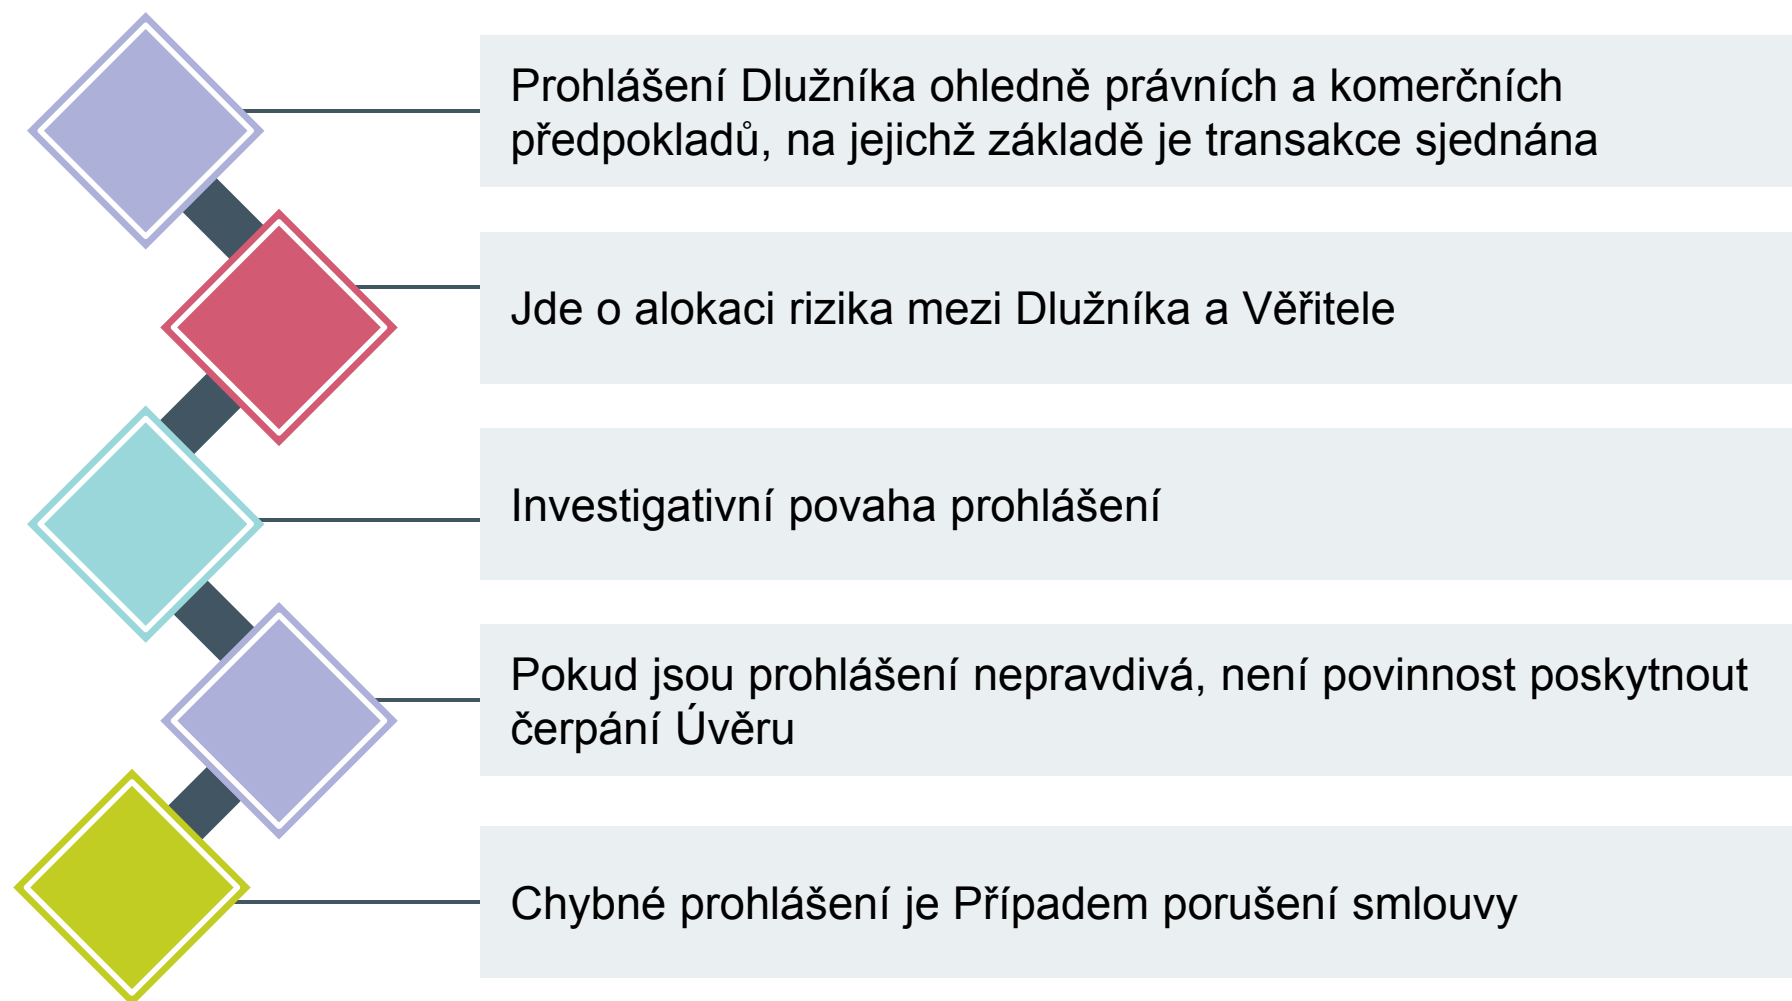 Prohlášení Dlužníka ohledně právních a komerčních
předpokladů, na jejichž základě je transakce sjednána
Jde o alokaci rizika mezi Dlužníka a Věřitele
Investigativní povaha prohlášení
Pokud jsou prohlášení nepravdivá, není povinnost poskytnout
čerpání Úvěru
Chybné prohlášení je Případem porušení smlouvy